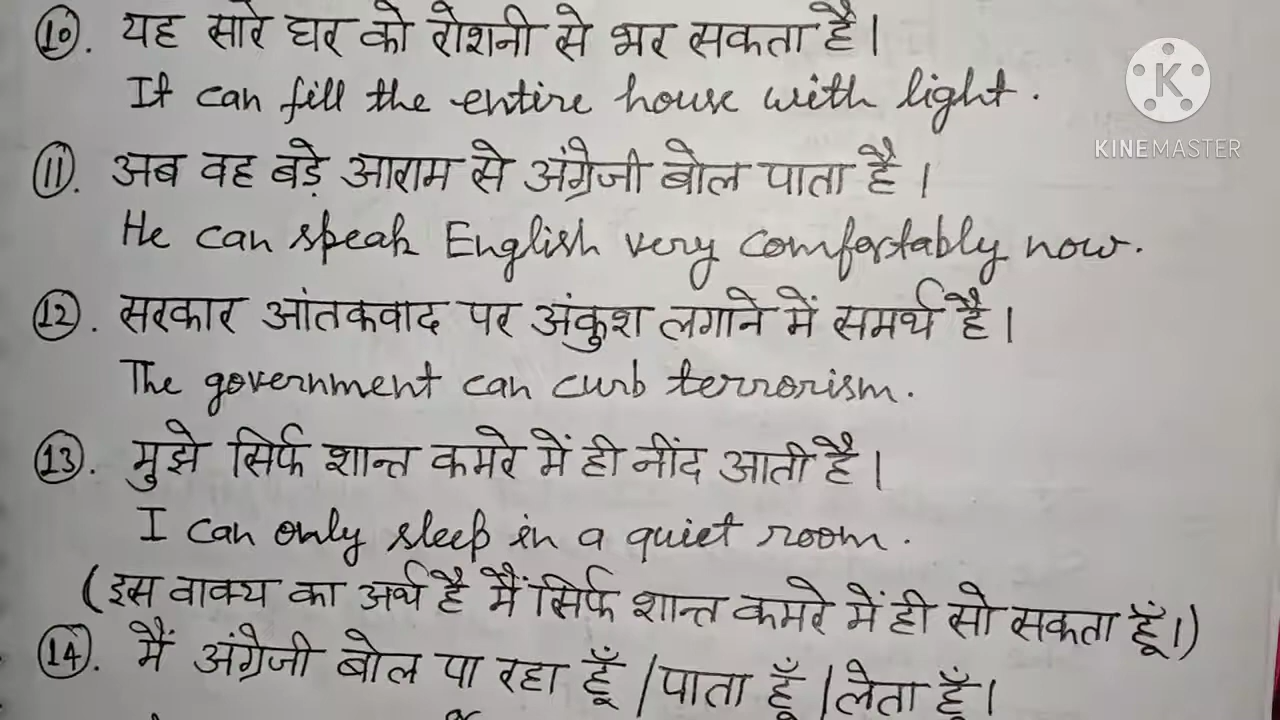 10. यह सारे घर को रोशनी से भर सकता है।
It can fill the entire house with light.
K
KINEMASTER
11. अब वह बड़े आराम से अंग्रेजी बोल पाता है।
He can speak English very comfortably now.
12. सरकार आंतकवाद पर अंकुश लगाने में समर्थ है।
The government can curb terrorism.
13. मुझे सिर्फ शान्त कमरे में ही नींद आती है।
I can only sleep in a quiet room.
(इस वाक्य का अर्थ है मैं सिर्फ शान्त कमरे में ही सो सकता हूँ।)
14. मैं अंग्रेजी बोल पा रहा हूँ /पाता हूँ /लेता हूँ।